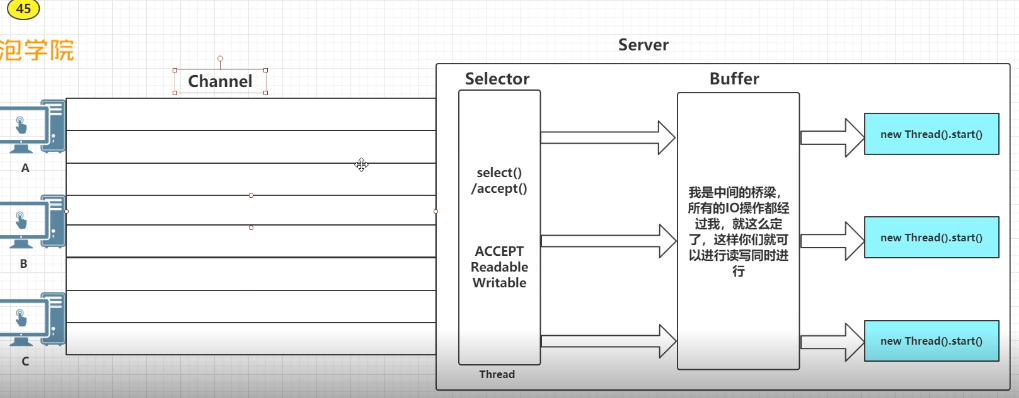 45
泡学院
Server
Channel
Selector
Buffer
A
B
C
select()
/accept()
ACCEPT
Readable
Writable
Thread
我是中间的桥梁，
所有的IO操作都经
过我，就这么定
了，这样你们就可
以进行读写同时进
行
new Thread().start()
new Thread().start()
new Thread().start()